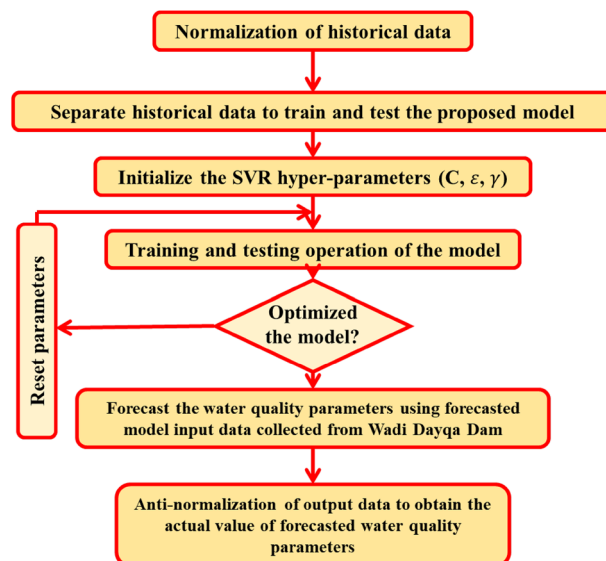 Normalization of historical data
Separate historical data to train and test the proposed model
Initialize the SVR hyper-parameters (C, ε, γ)
Training and testing operation of the model
Optimized
the model?
Reset parameters
Forecast the water quality parameters using forecasted
model input data collected from Wadi Dayqa Dam
Anti-normalization of output data to obtain the
actual value of forecasted water quality
parameters